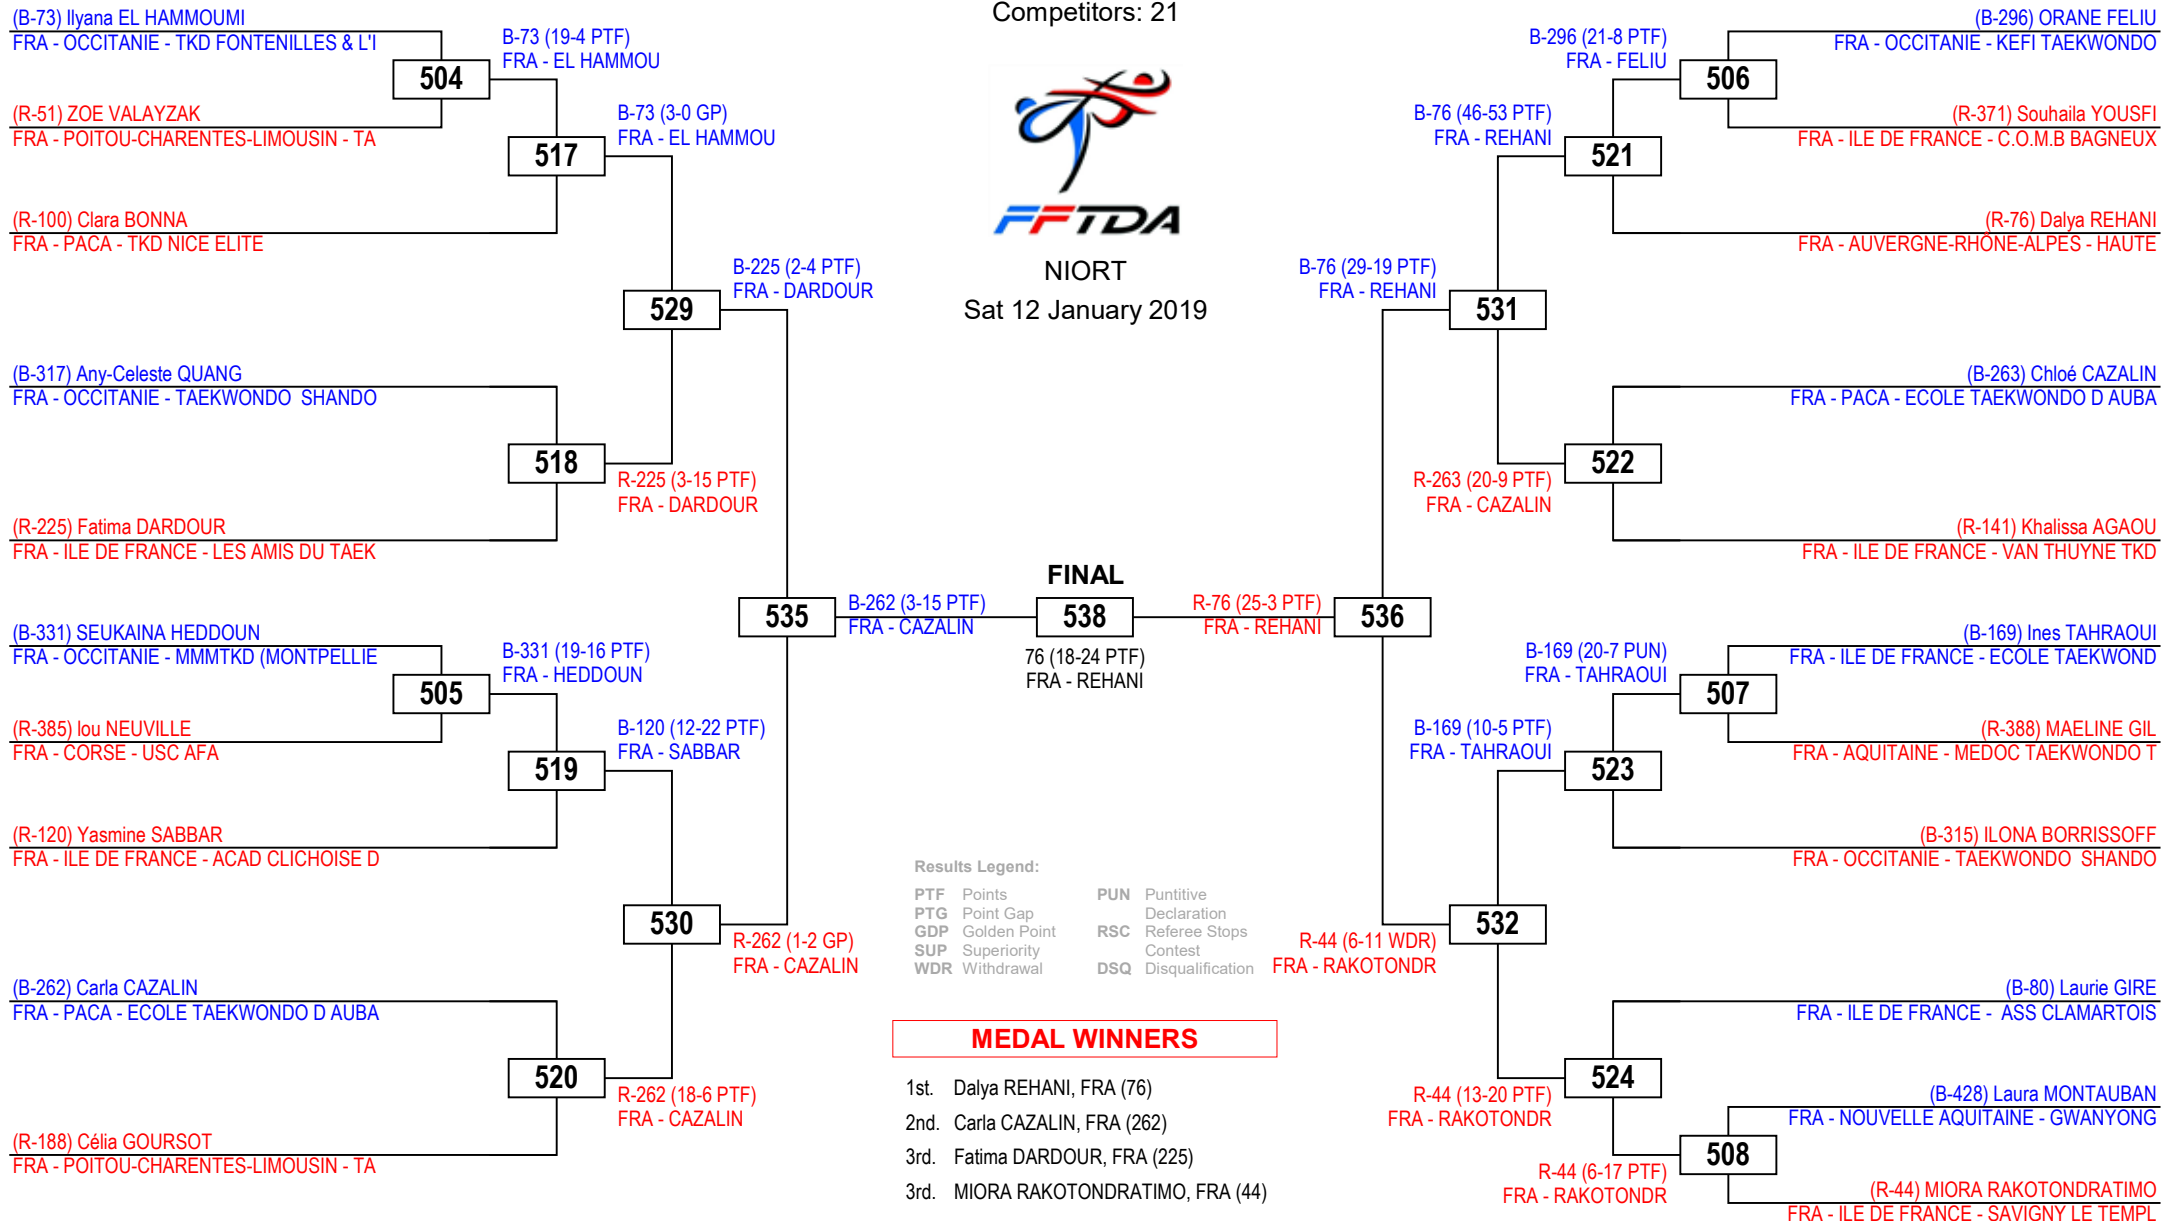 (B-73) Ilyana EL HAMMOUMI
FRA - OCCITANIE - TKD FONTENILLES & L'I
504
(R-51) ZOE VALAYZAK
FRA - POITOU-CHARENTES-LIMOUSIN - TA
B-73 (19-4 PTF)
FRA - EL HAMMOU
517
(R-100) Clara BONNA
FRA - PACA - TKD NICE ELITE
B-73 (3-0 GP)
FRA - EL HAMMOU
529
B-225 (2-4 PTF)
FRA - DARDOUR
(B-317) Any-Celeste QUANG
FRA - OCCITANIE - TAEKWONDO  SHANDO
518
(R-225) Fatima DARDOUR
FRA - ILE DE FRANCE - LES AMIS DU TAEK
R-225 (3-15 PTF)
FRA - DARDOUR
535
B-262 (3-15 PTF)
FRA - CAZALIN
(B-331) SEUKAINA HEDDOUN
FRA - OCCITANIE - MMMTKD (MONTPELLIE
505
(R-385) lou NEUVILLE
FRA - CORSE - USC AFA
B-331 (19-16 PTF)
FRA - HEDDOUN
519
(R-120) Yasmine SABBAR
FRA - ILE DE FRANCE - ACAD CLICHOISE D
B-120 (12-22 PTF)
FRA - SABBAR
530
R-262 (1-2 GP)
FRA - CAZALIN
(B-262) Carla CAZALIN
FRA - PACA - ECOLE TAEKWONDO D AUBA
520
(R-188) Célia GOURSOT
FRA - POITOU-CHARENTES-LIMOUSIN - TA
R-262 (18-6 PTF)
FRA - CAZALIN
Competitors: 21
FFTDA
NIORT
Sat 12 January 2019
FINAL
538
76 (18-24 PTF)
FRA - REHANI
Results Legend:
PTF Points
PTG Point Gap
GDP Golden Point
SUP Superiority
WDR Withdrawal
PUN Puntitive
Declaration
RSC Referee Stops
Contest
DSQ Disqualification
MEDAL WINNERS
1st. Dalya REHANI, FRA (76)
2nd. Carla CAZALIN, FRA (262)
3rd. Fatima DARDOUR, FRA (225)
3rd. MIORA RAKOTONDRATIMO, FRA (44)
(B-296) ORANE FELIU
FRA - OCCITANIE - KEFI TAEKWONDO
506
(R-371) Souhaila YOUSFI
FRA - ILE DE FRANCE - C.O.M.B BAGNEUX
B-296 (21-8 PTF)
FRA - FELIU
521
(R-76) Dalya REHANI
FRA - AUVERGNE-RHÔNE-ALPES - HAUTE
B-76 (46-53 PTF)
FRA - REHANI
531
B-76 (29-19 PTF)
FRA - REHANI
(B-263) Chloé CAZALIN
FRA - PACA - ECOLE TAEKWONDO D AUBA
522
(R-141) Khalissa AGAOU
FRA - ILE DE FRANCE - VAN THUYNE TKD
R-263 (20-9 PTF)
FRA - CAZALIN
536
R-76 (25-3 PTF)
FRA - REHANI
(B-169) Ines TAHRAOUI
FRA - ILE DE FRANCE - ECOLE TAEKWOND
507
(R-388) MAELINE GIL
FRA - AQUITAINE - MEDOC TAEKWONDO T
B-169 (20-7 PUN)
FRA - TAHRAOUI
523
(B-315) ILONA BORRISSOFF
FRA - OCCITANIE - TAEKWONDO  SHANDO
B-169 (10-5 PTF)
FRA - TAHRAOUI
532
R-44 (6-11 WDR)
FRA - RAKOTONDR
(B-80) Laurie GIRE
FRA - ILE DE FRANCE -  ASS CLAMARTOIS
524
R-44 (13-20 PTF)
FRA - RAKOTONDR
(B-428) Laura MONTAUBAN
FRA - NOUVELLE AQUITAINE - GWANYONG
508
(R-44) MIORA RAKOTONDRATIMO
FRA - ILE DE FRANCE - SAVIGNY LE TEMPL
R-44 (6-17 PTF)
FRA - RAKOTONDR